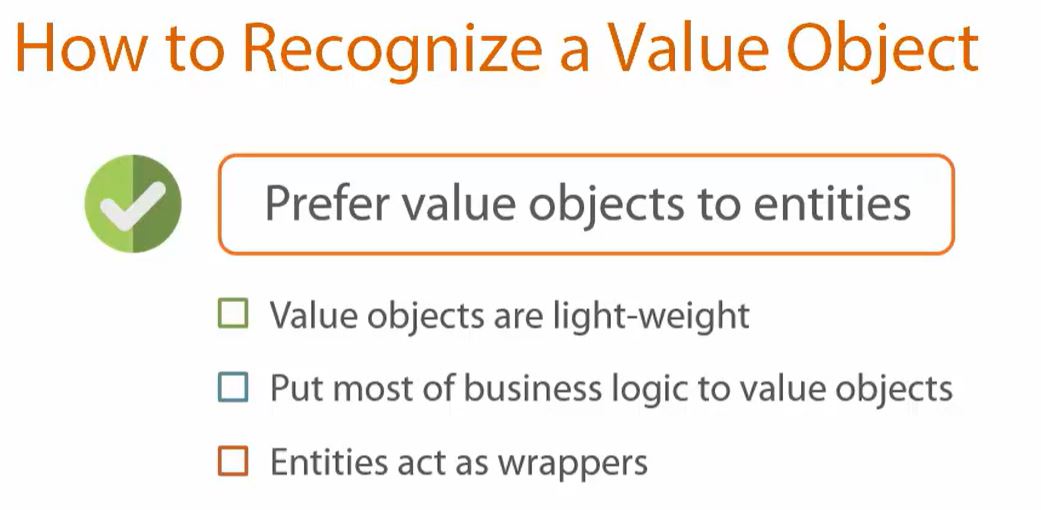 How to Recognize a Value Object
Prefer value objects to entities
Value objects are light-weight
Put most of business logic to value objects
Entities act as wrappers